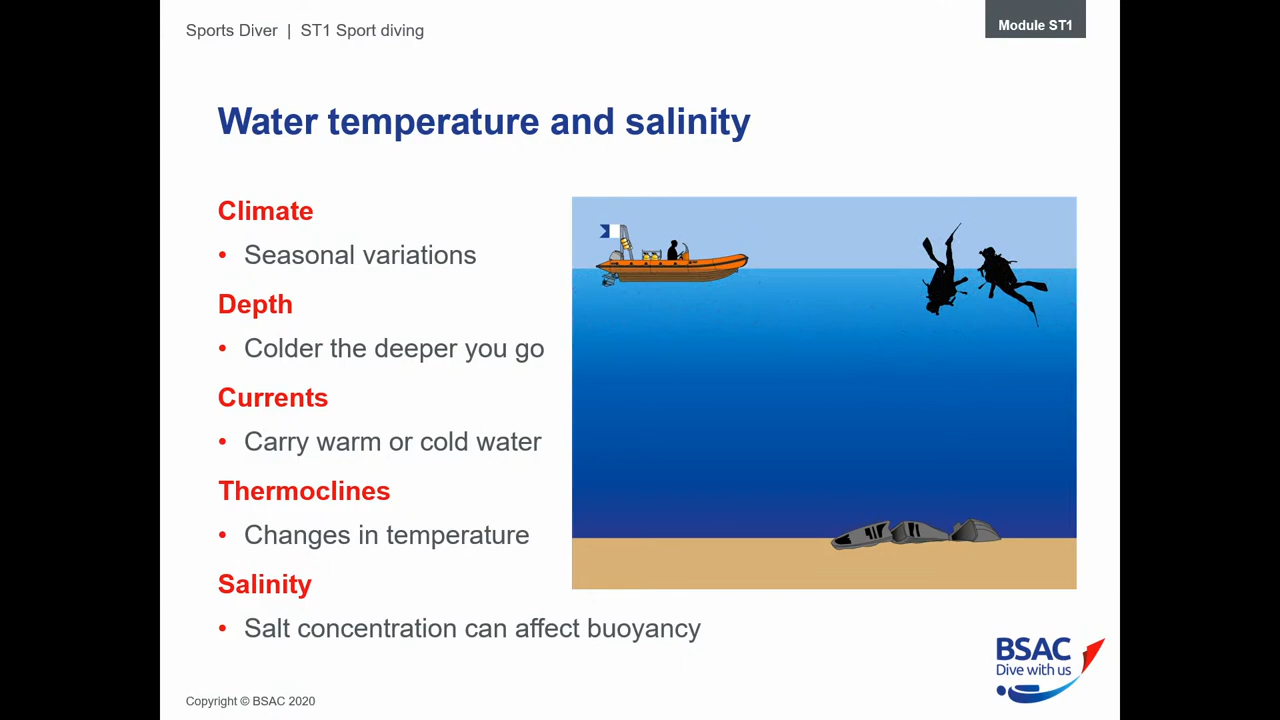 Sports Diver | ST1 Sport diving
Module ST1
Water temperature and salinity
Climate
• Seasonal variations
Depth
• Colder the deeper you go
Currents
• Carry warm or cold water
Thermoclines
• Changes in temperature
Salinity
• Salt concentration can affect buoyancy
BSAC
Dive with us
Copyright © BSAC 2020